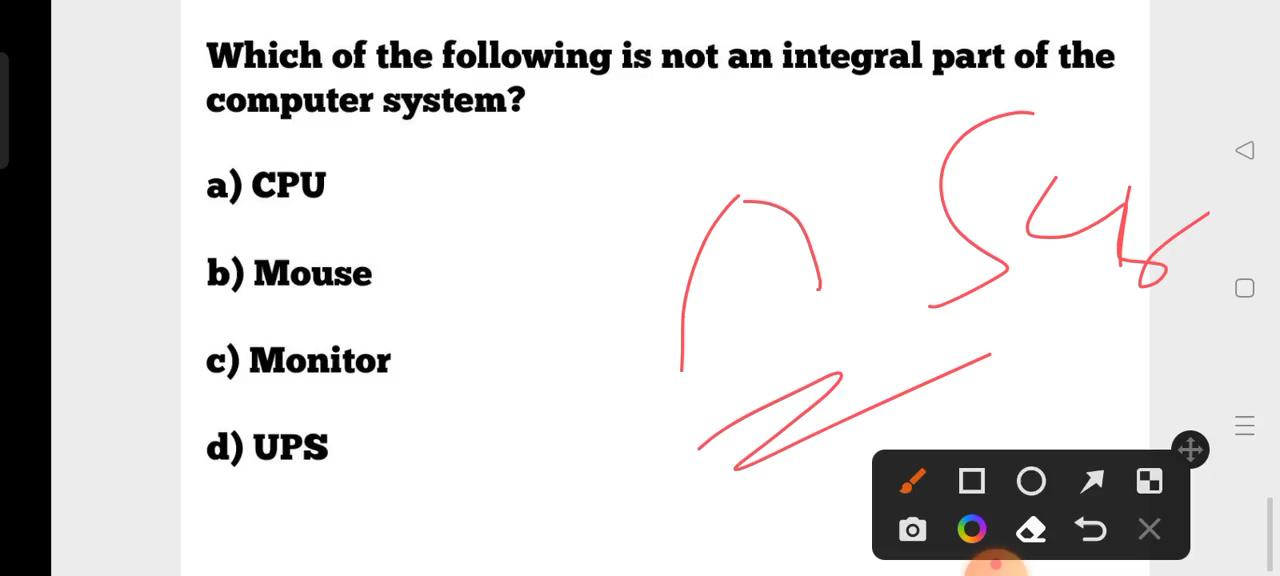 Which of the following is not an integral part of the
computer system?
a) CPU
b) Mouse
c) Monitor
d) UPS